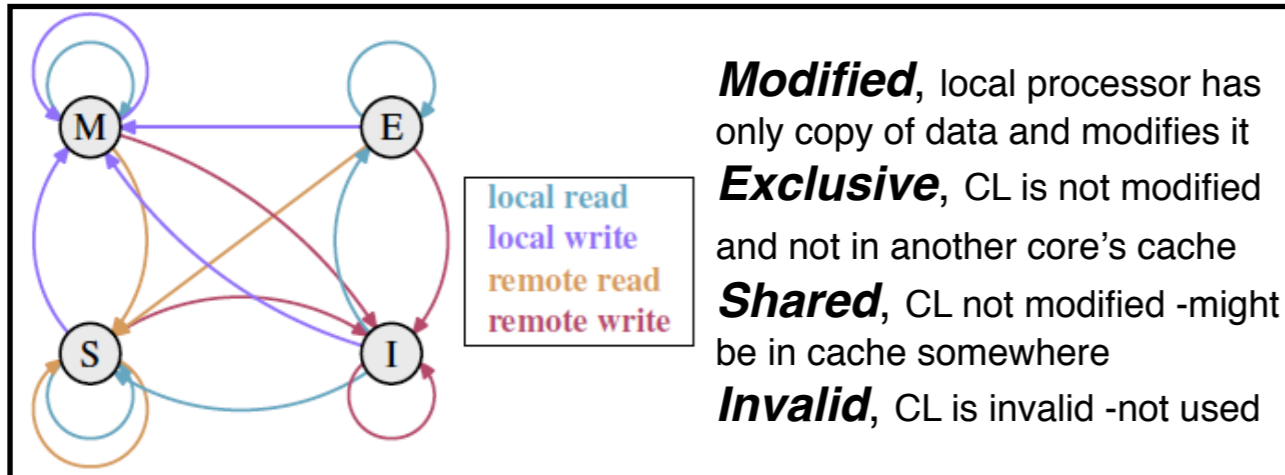 M
E
S
I
local read
local write
remote read
remote write
Modified, local processor has
only copy of data and modifies it
Exclusive, CL is not modified
and not in another core's cache
Shared, CL not modified -might
be in cache somewhere
Invalid, CL is invalid -not used